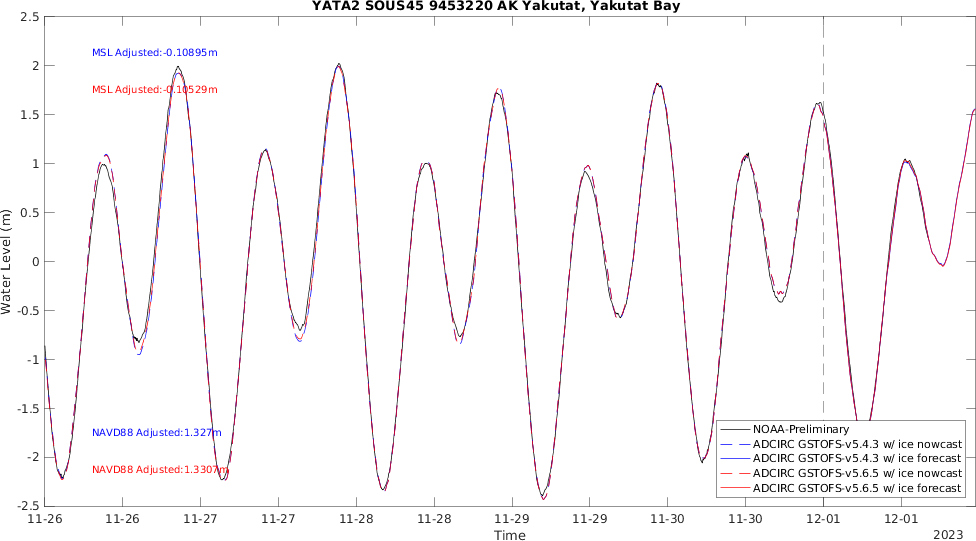 YATA2 SOUS45 9453220 AK Yakutat, Yakutat Bay
2.5
2
1.5
1
0.5
0
-0.5
-1
-1.5
-2
-2.5
Water Level (m)
MSL Adjusted:-0.10895m
MSL Adjusted:-0.10529m
NAVD88 Adjusted:1.327m
NAVD88 Adjusted:1.3307m
NOAA-Preliminary
ADCIRC GSTOFS-v5.4.3 w/ ice nowcast
ADCIRC GSTOFS-v5.4.3 w/ ice forecast
ADCIRC GSTOFS-v5.6.5 w/ ice nowcast
ADCIRC GSTOFS-v5.6.5 w/ ice forecast
11-26 11-26 11-27 11-27 11-28 11-28 11-29 11-29 11-30 11-30 12-01 12-01
Time
2023